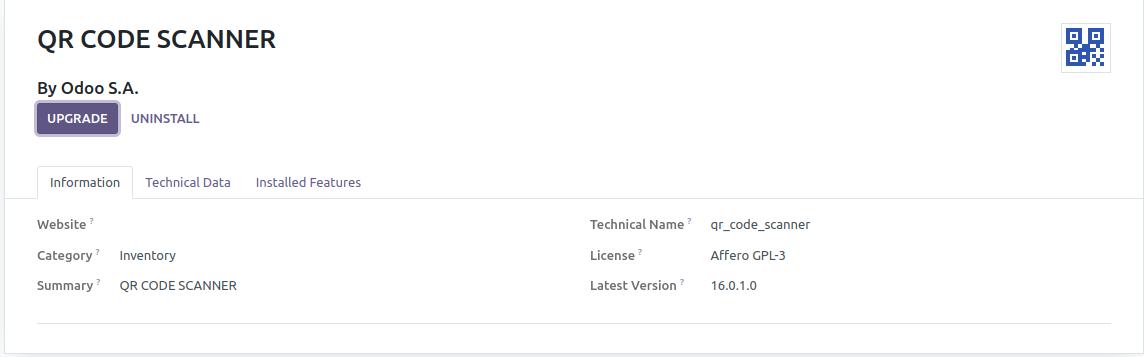 QR CODE SCANNER
By Odoo S.A.
UPGRADE UNINSTALL
Information Technical Data Installed Features
Website ? Technical Name ? qr_code_scanner
Category ? Inventory License ? Affero GPL-3
Summary ? QR CODE SCANNER Latest Version ? 16.0.1.0